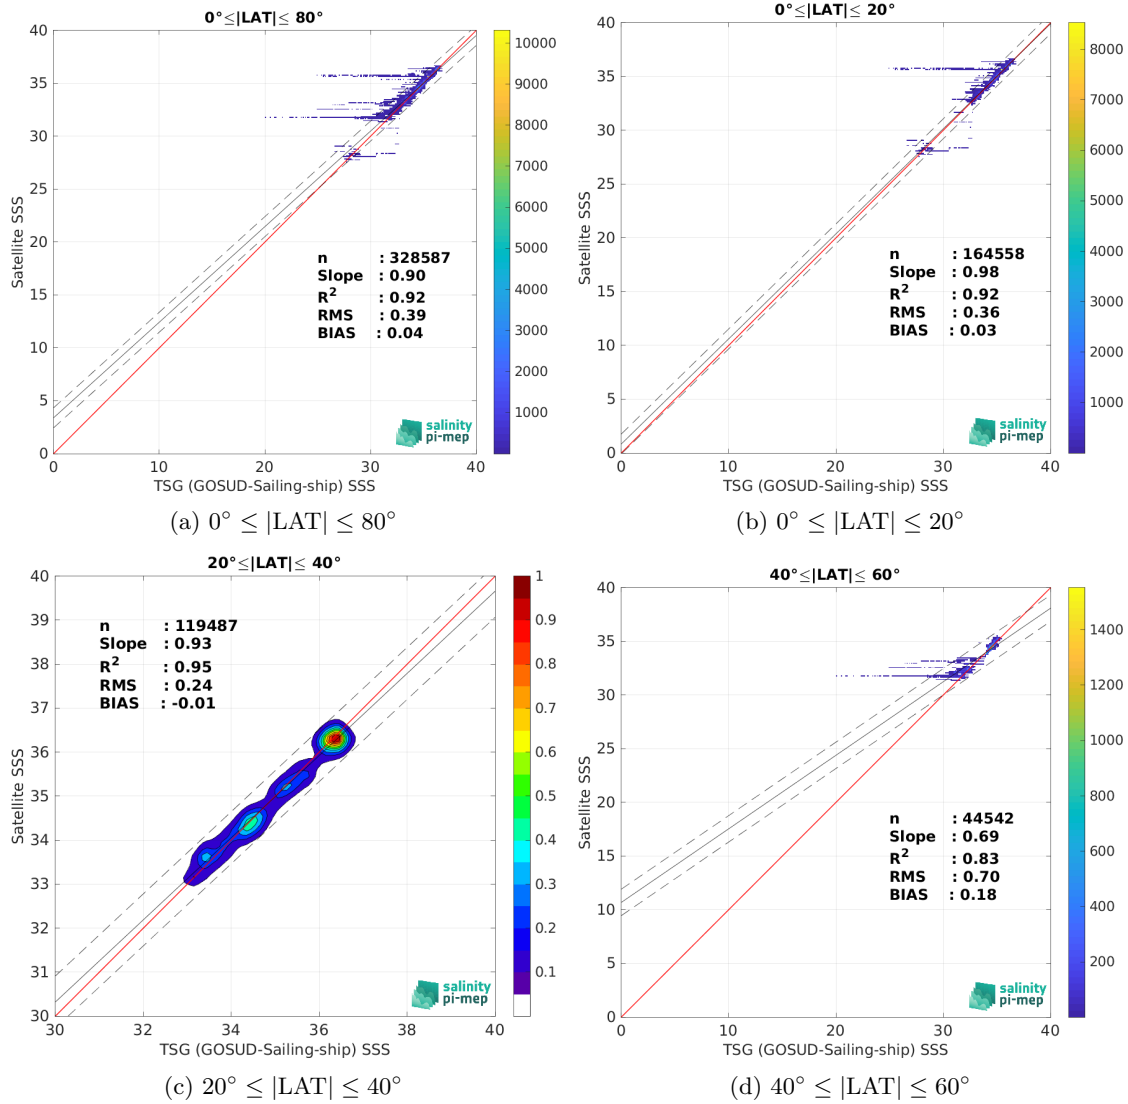 0°≤|LAT|≤ 80°
Satellite SSS
40
35
30
25
20
15
10
5
0
0 10 20 30 40
TSG (GOSUD-Sailing-ship) SSS
10000
9000
8000
7000
6000
5000
4000
3000
2000
1000
n : 328587
Slope : 0.90
R² : 0.92
RMS : 0.39
BIAS : 0.04
salinity
pi-mep
(a) 0° ≤ |LAT| ≤ 80°
0°≤|LAT|≤ 20°
Satellite SSS
40
35
30
25
20
15
10
5
0
0 10 20 30 40
TSG (GOSUD-Sailing-ship) SSS
8000
7000
6000
5000
4000
3000
2000
1000
n : 164558
Slope : 0.98
R² : 0.92
RMS : 0.36
BIAS : 0.03
salinity
pi-mep
(b) 0° ≤ |LAT| ≤ 20°
20°≤|LAT|≤ 40°
Satellite SSS
40
39
38
37
36
35
34
33
32
31
30
30 32 34 36 38 40
TSG (GOSUD-Sailing-ship) SSS
1
0.9
0.8
0.7
0.6
0.5
0.4
0.3
0.2
0.1
n : 119487
Slope : 0.93
R² : 0.95
RMS : 0.24
BIAS : -0.01
salinity
pi-mep
(c) 20° ≤ |LAT| ≤ 40°
40°≤|LAT|≤ 60°
Satellite SSS
40
35
30
25
20
15
10
5
0
0 10 20 30 40
TSG (GOSUD-Sailing-ship) SSS
1400
1200
1000
800
600
400
200
n : 44542
Slope : 0.69
R² : 0.83
RMS : 0.70
BIAS : 0.18
salinity
pi-mep
(d) 40° ≤ |LAT| ≤ 60°